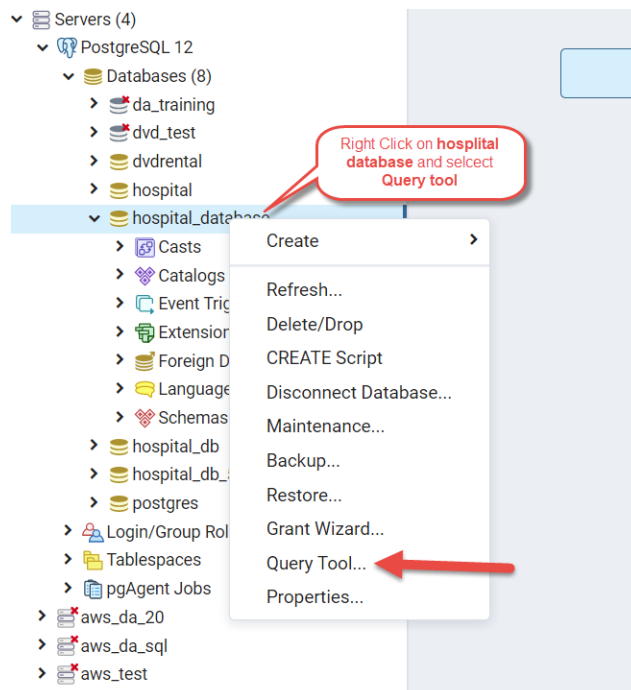 Servers (4)
PostgreSQL 12
Databases (8)
da_training
dvd_test
dvdrental
hospital
hospital_database
Casts
Catalogs
Event Trig
Extension
Foreign D
Language
Schemas
hospital_db
hospital_db_
postgres
Login/Group Rol
Tablespaces
pgAgent Jobs
aws_da_20
aws_da_sql
aws_test
Right Click on hosplital
database and selcect
Query tool
Create
Refresh...
Delete/Drop
CREATE Script
Disconnect Database...
Maintenance...
Backup...
Restore...
Grant Wizard...
Query Tool...
Properties...